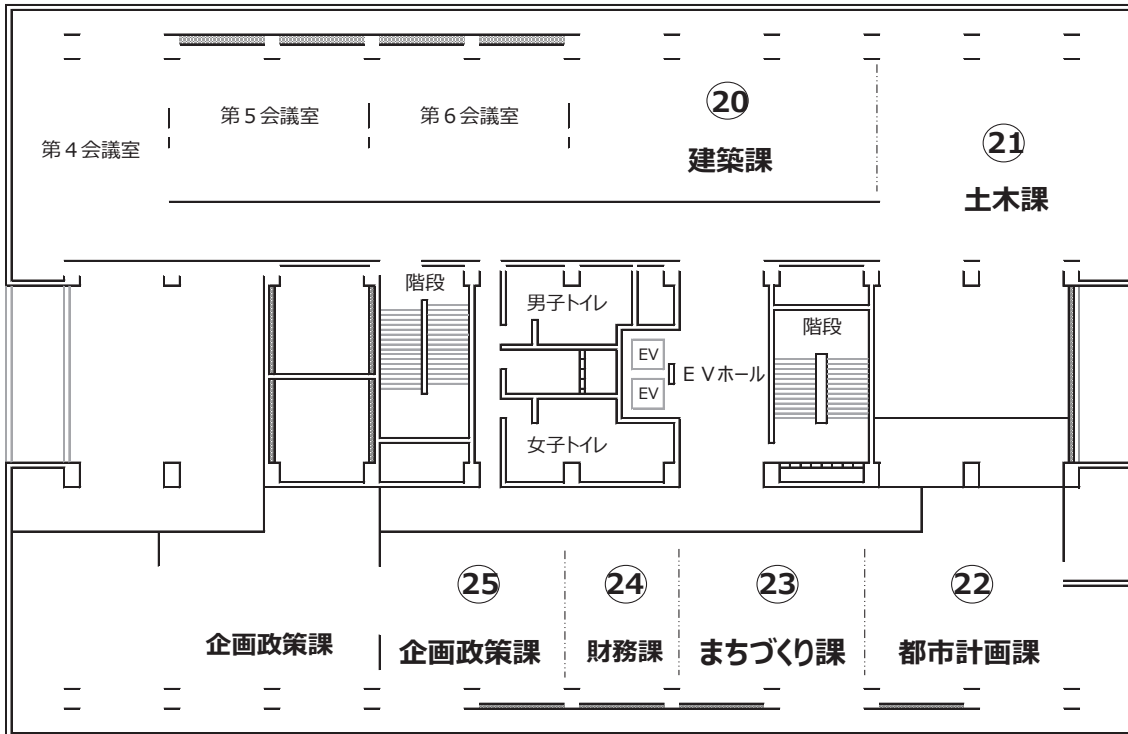 ⑳
第５会議室
第６会議室
第４会議室
建築課
㉑
土木課
階段
男子トイレ
階段
EV
ＥＶホール
EV
女子トイレ
㉕
㉔
㉓
㉒
企画政策課
企画政策課
財務課
まちづくり課
都市計画課